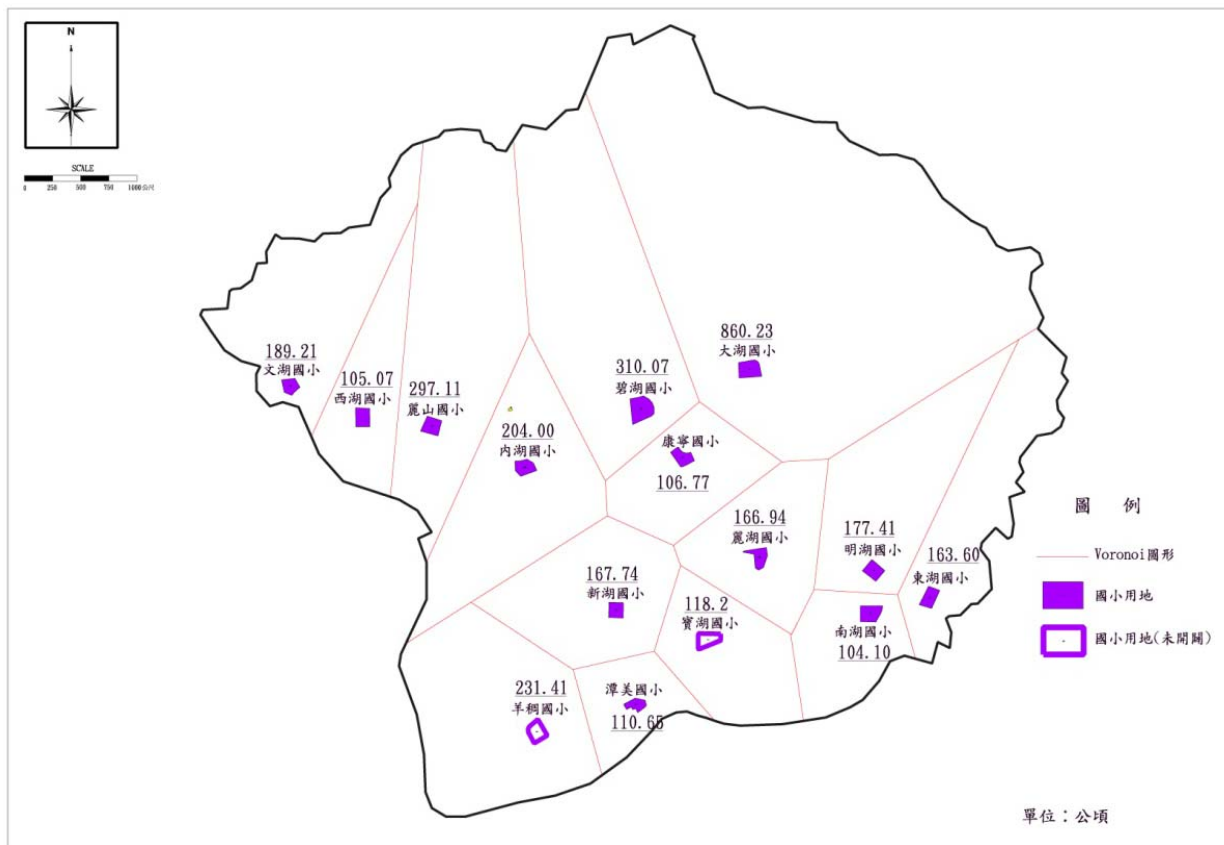 N
SCALE
0 250 500 750 1000公尺
860.23
大湖國小
189.21
文湖國小
105.07
西湖國小
297.11
麗山國小
310.07
碧湖國小
204.00
內湖國小
康寧國小
106.77
166.94
麗湖國小
177.41
明湖國小
163.60
東湖國小
167.74
新湖國小
118.2
寶湖國小
南湖國小
104.10
231.41
羊稠國小
潭美國小
110.65
圖 例
Voronoi圖形
國小用地
國小用地(未開闢)
單位：公頃